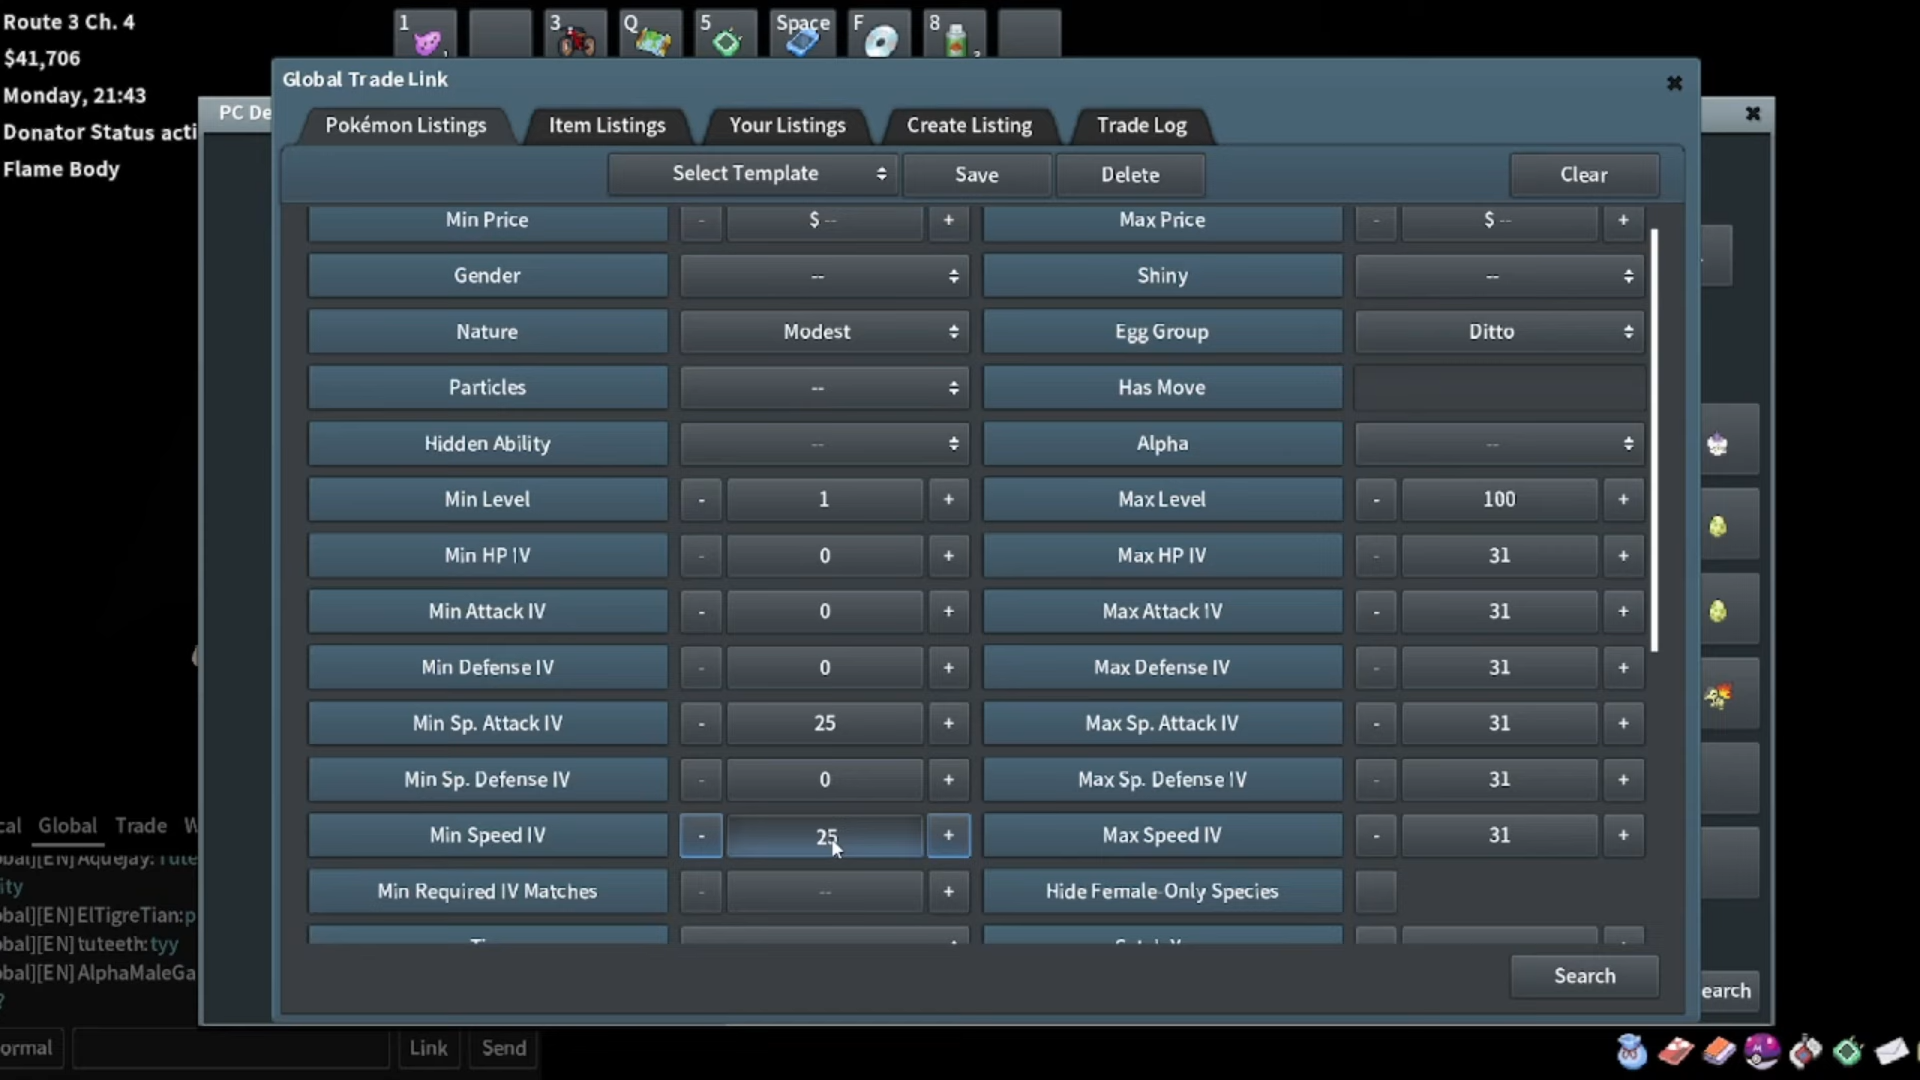 Route 3 Ch. 4
$41,706
Monday, 21:43
Donator Status acti
Flame Body
1 3 Q 5 Space F 8
Global Trade Link
PC De
Pokémon Listings Item Listings Your Listings Create Listing Trade Log
Select Template Save Delete Clear
Min Price - $ -- + Max Price - $ -- +
Gender -- Shiny --
Nature Modest Egg Group Ditto
Particles -- Has Move
Hidden Ability -- Alpha --
Min Level - 1 + Max Level - 100 +
Min HP IV - 0 + Max HP IV - 31 +
Min Attack IV - 0 + Max Attack IV - 31 +
Min Defense IV - 0 + Max Defense IV - 31 +
Min Sp. Attack IV - 25 + Max Sp. Attack IV - 31 +
Min Sp. Defense IV - 0 + Max Sp. Defense IV - 31 +
Min Speed IV - 25 + Max Speed IV - 31 +
Min Required IV Matches - -- + Hide Female Only Species
Search
earch
cal Global Trade W
obal][EN] Aquejay:
ity
obal][EN] ElTigreTian:p
obal][EN] tuteeth:tyy
obal][EN] AlphaMaleGa
?
ormal Link Send